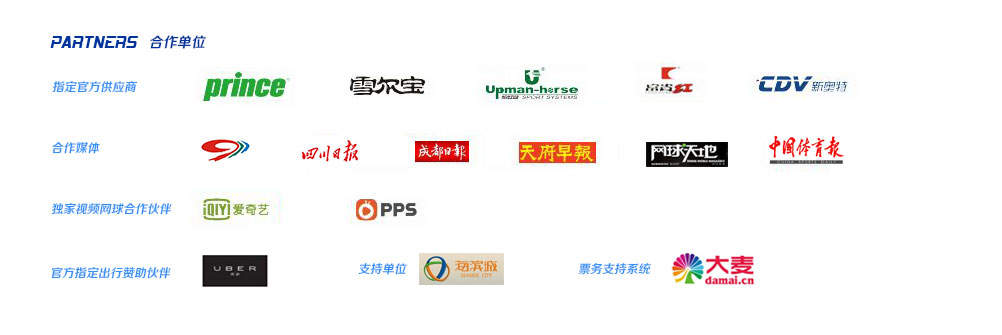 PARTNERS 合作单位
指定官方供应商
prince
雪尔宝
Upman-horse
SPORT SYSTEMS
CDV 新奥特
合作媒体
四川日报
成都日報
天府早報
网球天地
中国体育报
独家视频网球合作伙伴
iQIYI 爱奇艺
PPS
官方指定出行赞助伙伴
UBER
支持单位
海滨城
票务支持系统
大麦
damai.cn